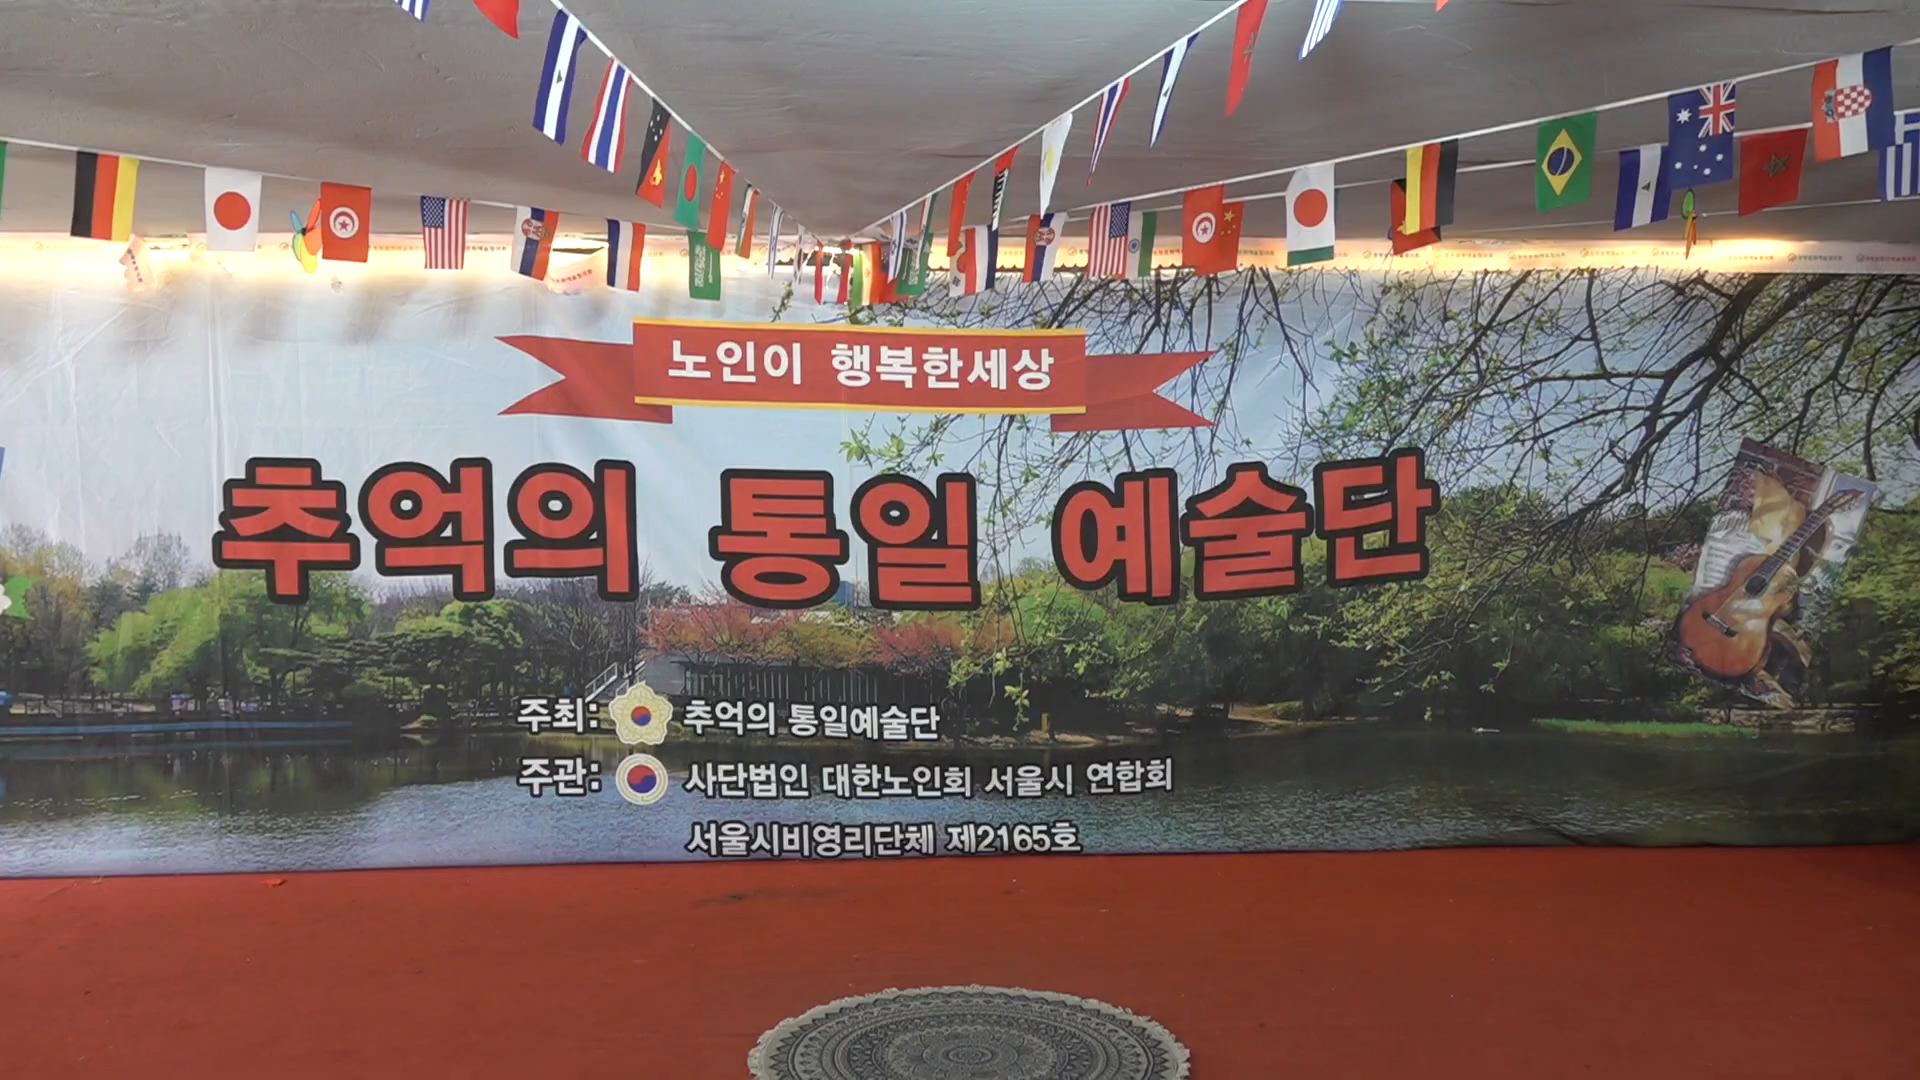 노인이 행복한세상
추억의 통일 예술단
주최: 추억의 통일예술단
주관: 사단법인 대한노인회 서울시 연합회
서울시비영리단체 제2165호